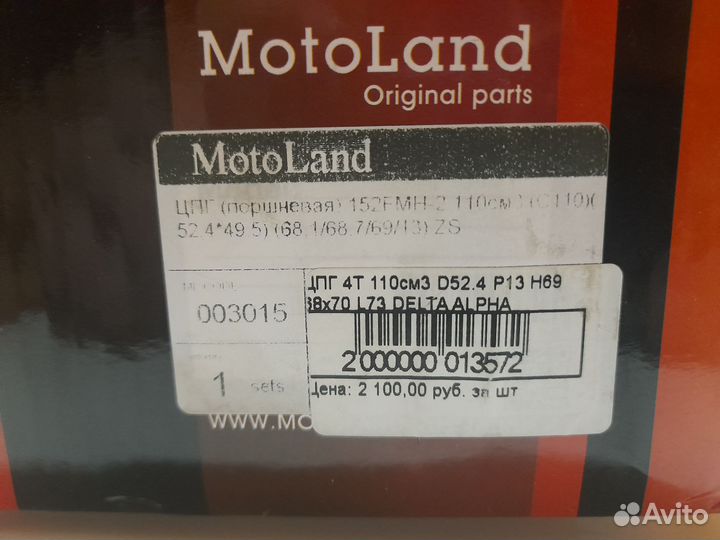 MotoLand
Original parts
MotoLand
ЦПГ (поршневая) 152FMH-2 110см3 (C110)(
52,4*49,5) (68,1/68,7/69/13) ZS
003015
1 sets
ЦПГ 4Т 110см3 D52.4 P13 H69
68x70 L73 DELTA ALPHA
2 000000 013572
Цена: 2 100,00 руб. за шт
WWW.MO
Avito